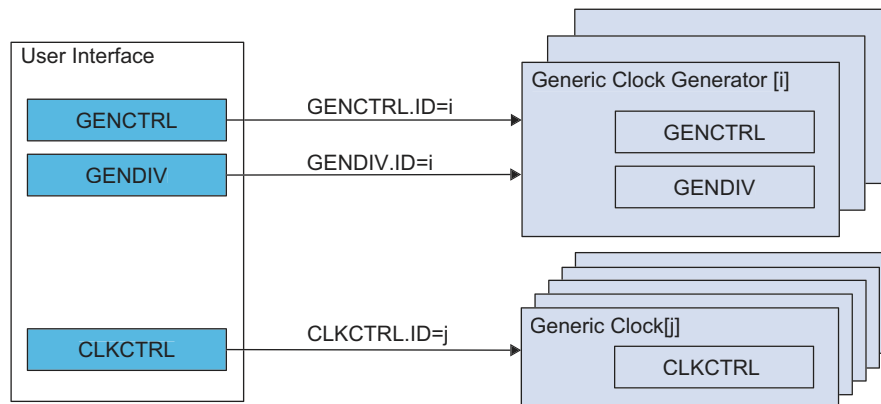 User Interface
GENCTRL
GENCTRL.ID=i
Generic Clock Generator [i]
GENCTRL
GENDIV
GENDIV.ID=i
GENDIV
CLKCTRL
CLKCTRL.ID=j
Generic Clock[j]
CLKCTRL